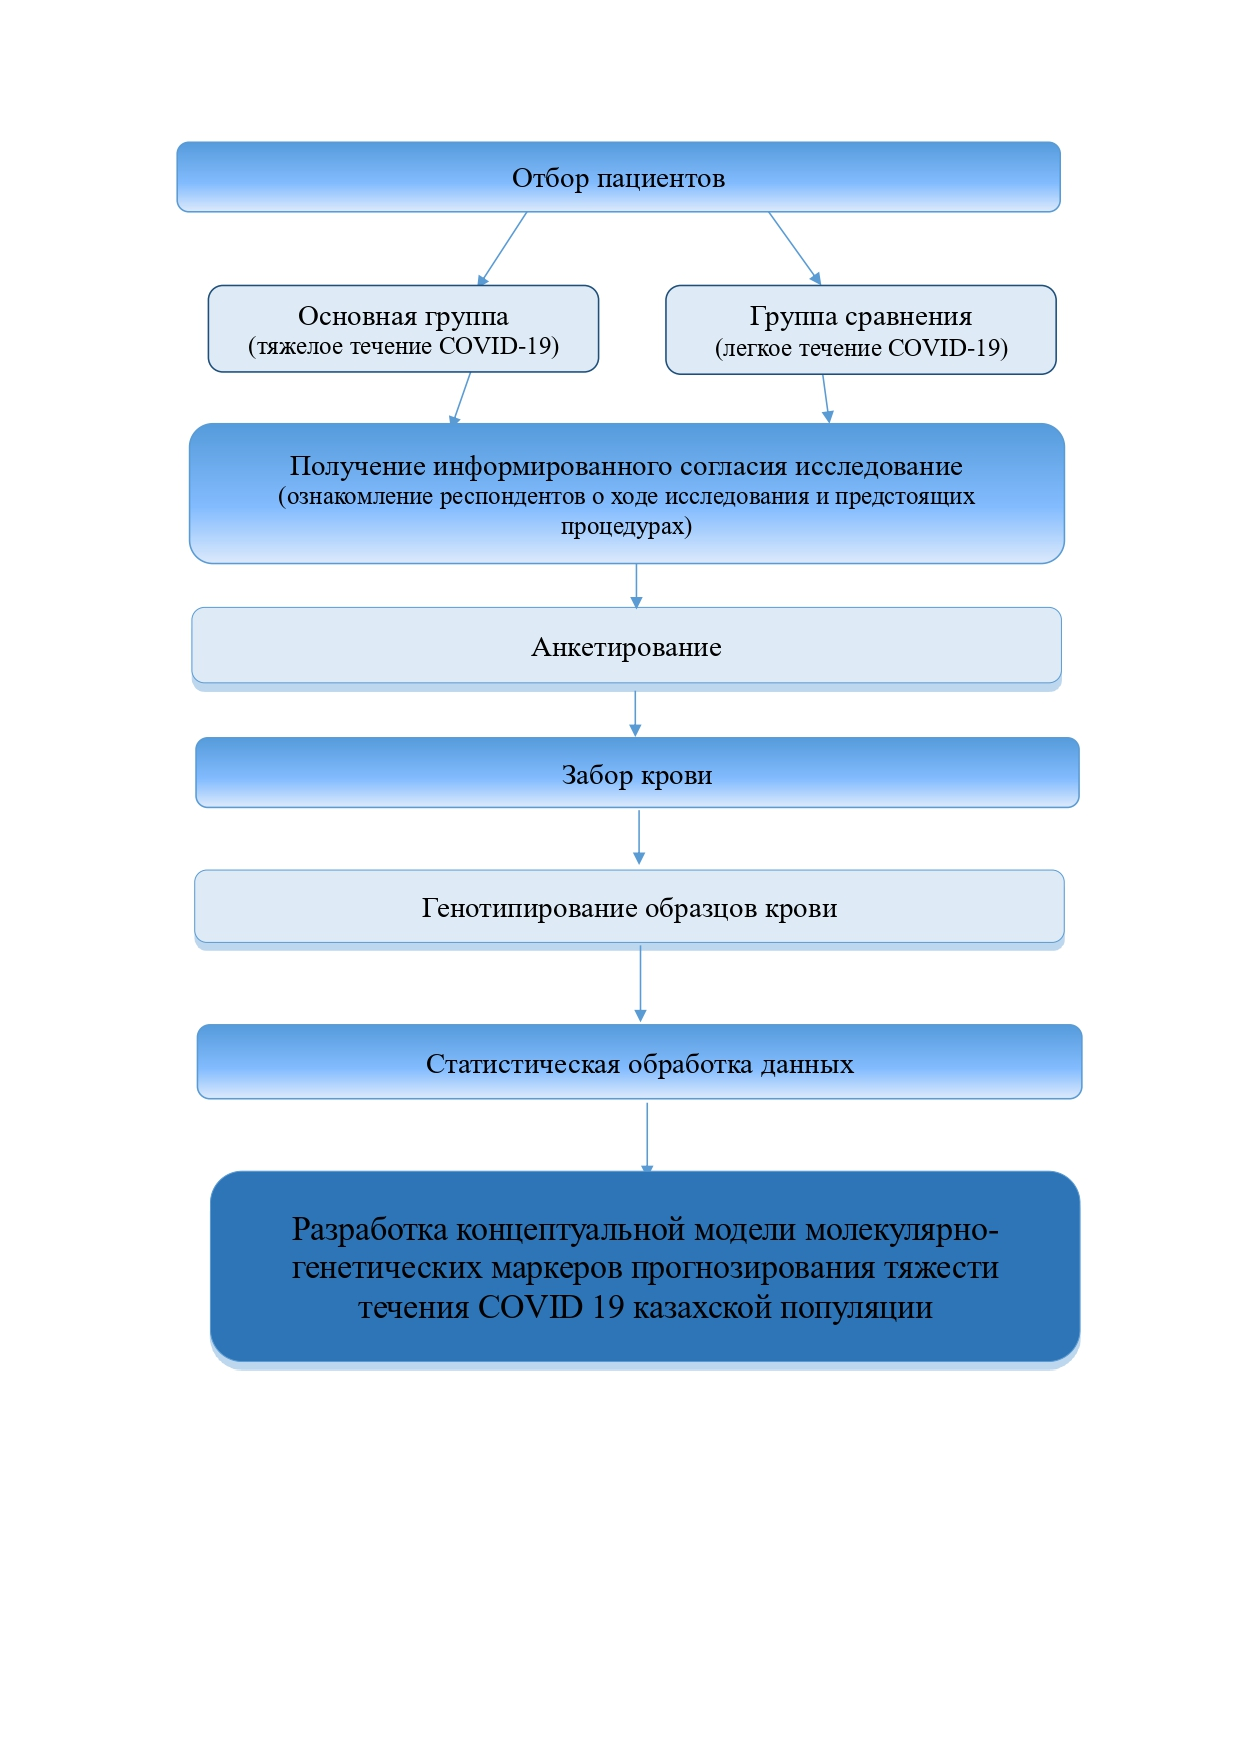 Отбор пациентов
Основная группа
(тяжелое течение COVID-19)
Группа сравнения
(легкое течение COVID-19)
Получение информированного согласия исследование
(ознакомление респондентов о ходе исследования и предстоящих
процедурах)
Анкетирование
Забор крови
Генотипирование образцов крови
Статистическая обработка данных
Разработка концептуальной модели молекулярно-
генетических маркеров прогнозирования тяжести
течения COVID 19 казахской популяции